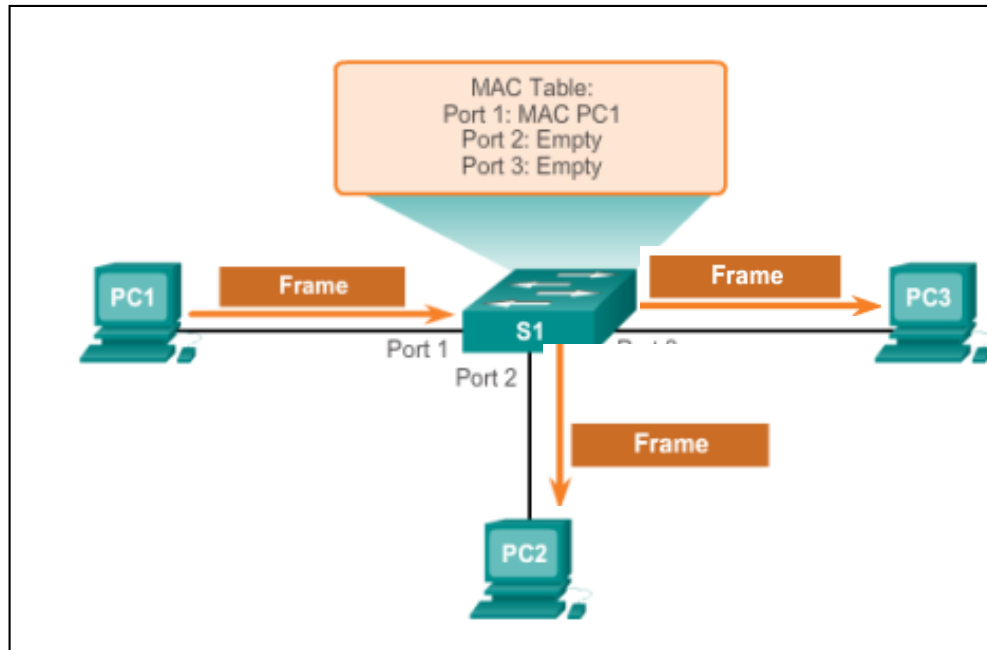 MAC Table:
Port 1: MAC PC1
Port 2: Empty
Port 3: Empty
PC1
Frame
Frame
PC3
S1
Port 1
Port 2
Frame
PC2